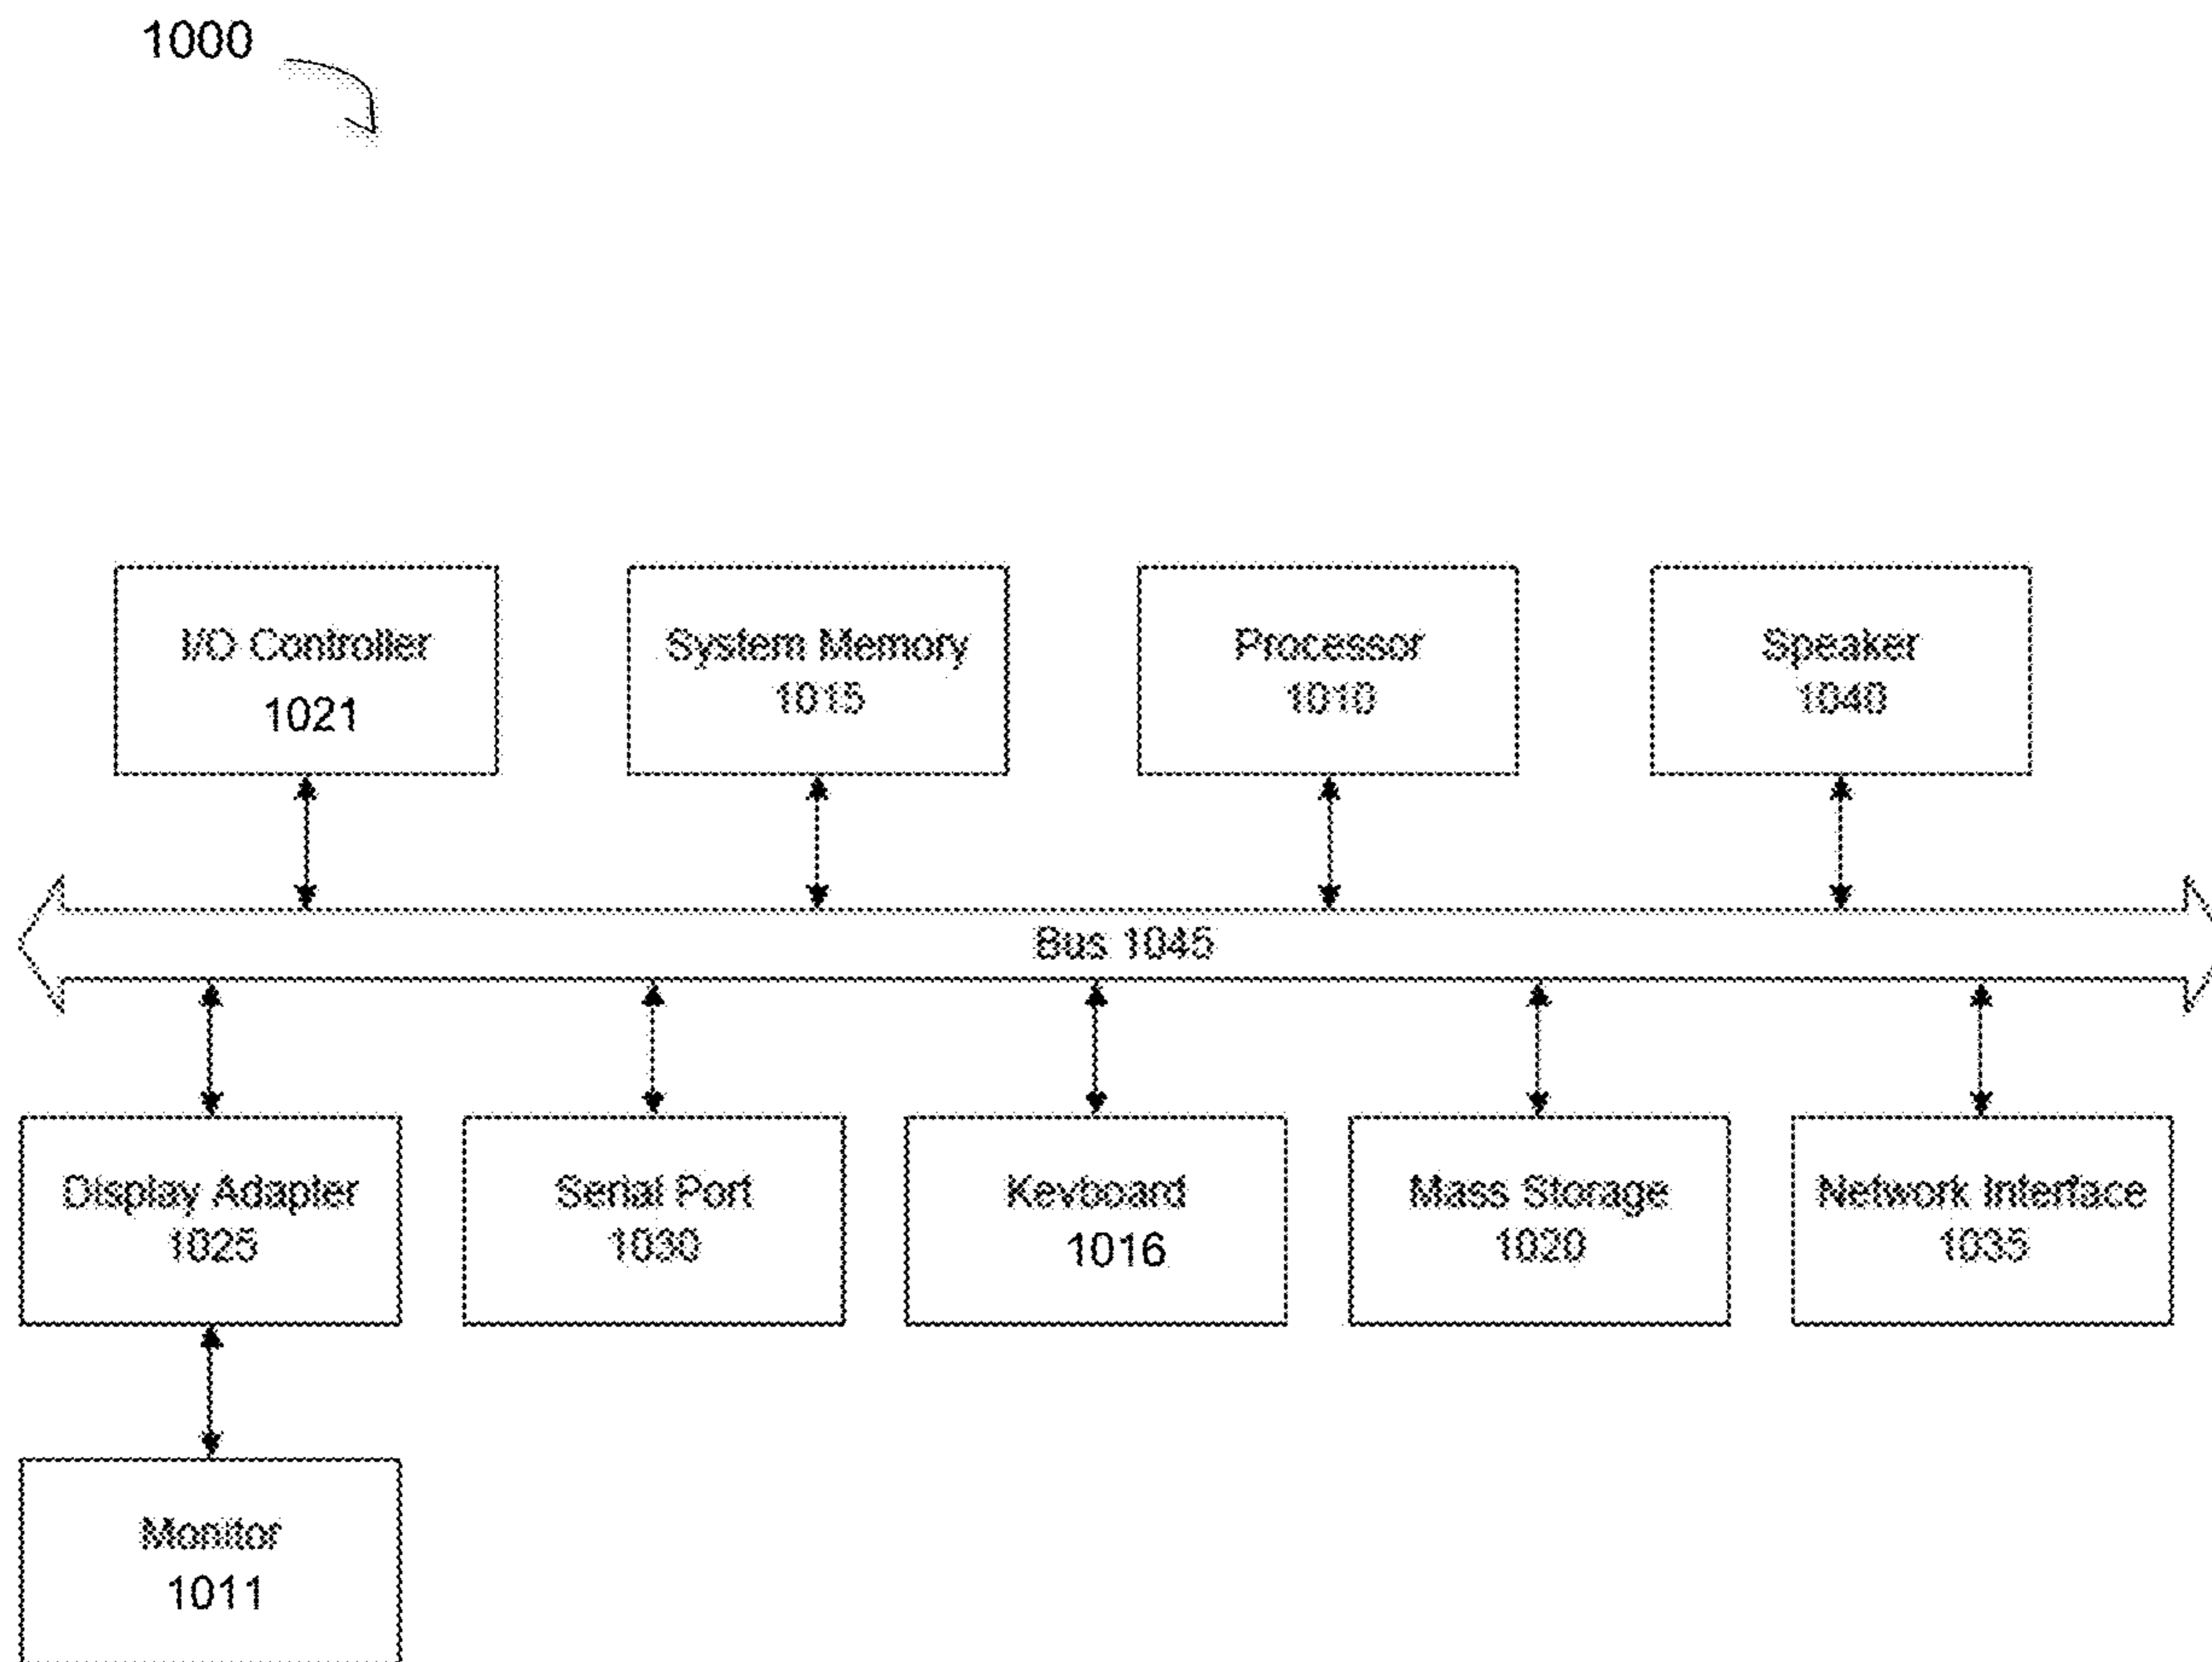 1000
I/O Controller
1021
System Memory
1015
Processor
1010
Speaker
1040
Bus 1045
Display Adapter
1025
Serial Port
1030
Keyboard
1016
Mass Storage
1020
Network Interface
1035
Monitor
1011